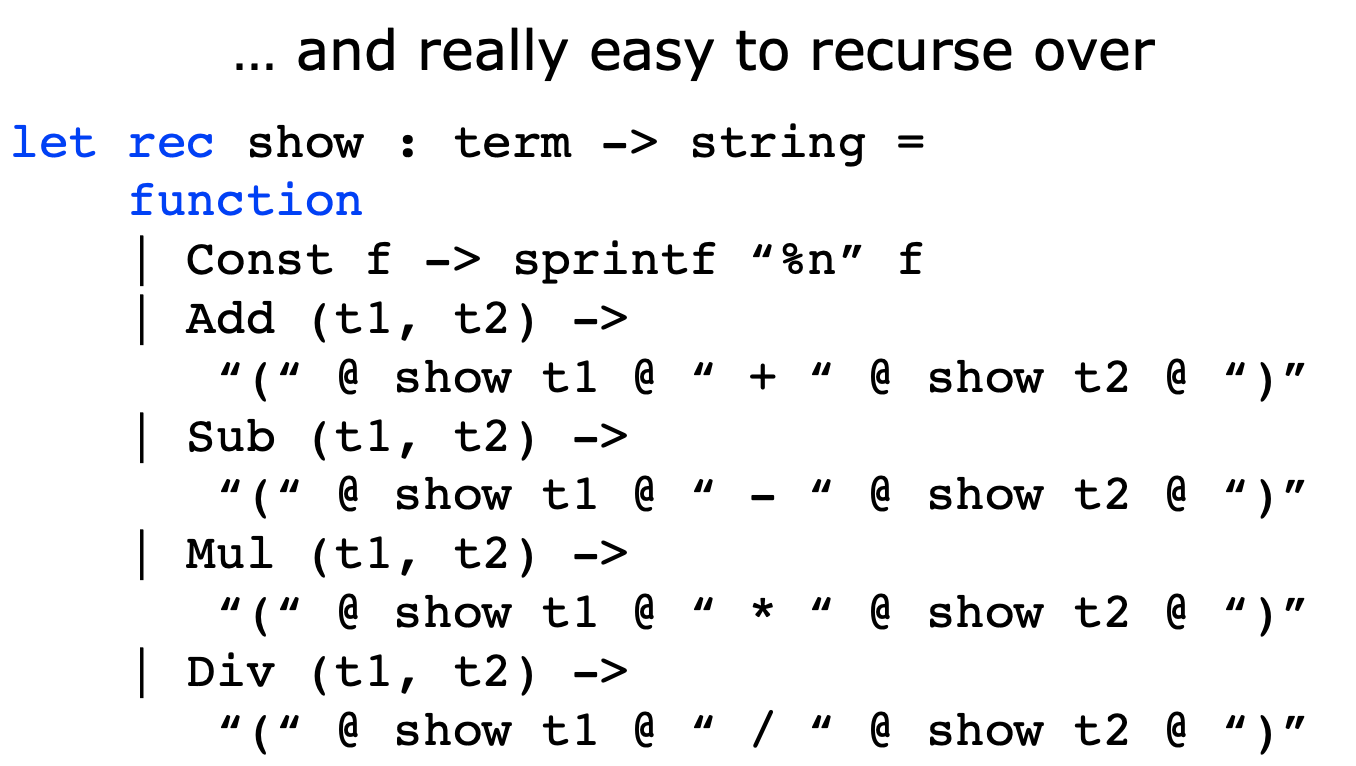 … and really easy to recurse over
let rec show : term -> string =
    function
    | Const f -> sprintf “%n” f
    | Add (t1, t2) ->
       “(“ @ show t1 @ “ + “ @ show t2 @ “)”
    | Sub (t1, t2) ->
       “(“ @ show t1 @ “ - “ @ show t2 @ “)”
    | Mul (t1, t2) ->
       “(“ @ show t1 @ “ * “ @ show t2 @ “)”
    | Div (t1, t2) ->
       “(“ @ show t1 @ “ / “ @ show t2 @ “)”